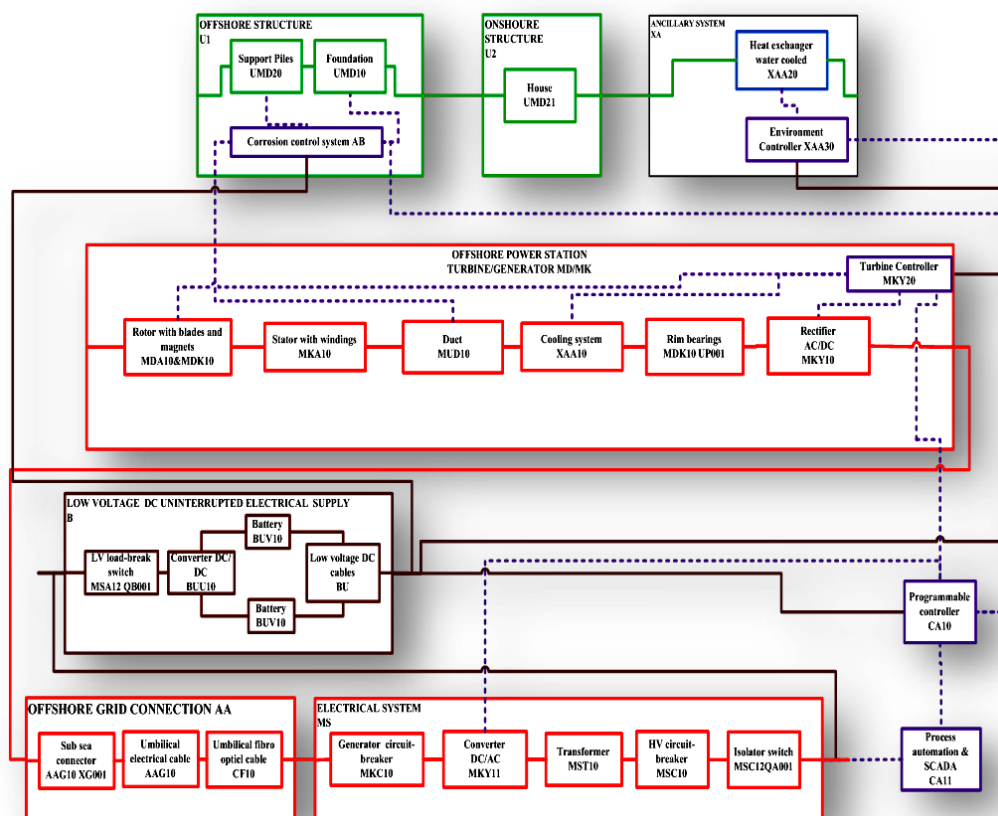 OFFSHORE STRUCTURE
U1
Support Piles
UMD20
Foundation
UMD10
Corrosion control system AB
ONSHOURE
STRUCTURE
U2
House
UMD21
ANCILLARY SYSTEM
XA
Heat exchanger
water cooled
XAA20
Environment
Controller XAA30
OFFSHORE POWER STATION
TURBINE/GENERATOR MD/MK
Turbine Controller
MKY20
Rotor with blades and
magnets
MDA10&MDK10
Stator with windings
MKA10
Duct
MUD10
Cooling system
XAA10
Rim bearings
MDK10 UP001
Rectifier
AC/DC
MKY10
LOW VOLTAGE DC UNINTERRUPTED ELECTRICAL SUPPLY
B
LV load-break
switch
MSA12 QB001
Converter DC/
DC
BUU10
Battery
BUV10
Battery
BUV10
Low voltage DC
cables
BU
Programmable
controller
CA10
OFFSHORE GRID CONNECTION AA
Sub sea
connector
AAG10 XG001
Umbilical
electrical cable
AAG10
Umbilical fibro
optiel cable
CF10
ELECTRICAL SYSTEM
MS
Generator circuit-
breaker
MKC10
Converter
DC/AC
MKY11
Transformer
MST10
HV circuit-
breaker
MSC10
Isolator switch
MSC12QA001
Process
automation &
SCADA
CA11